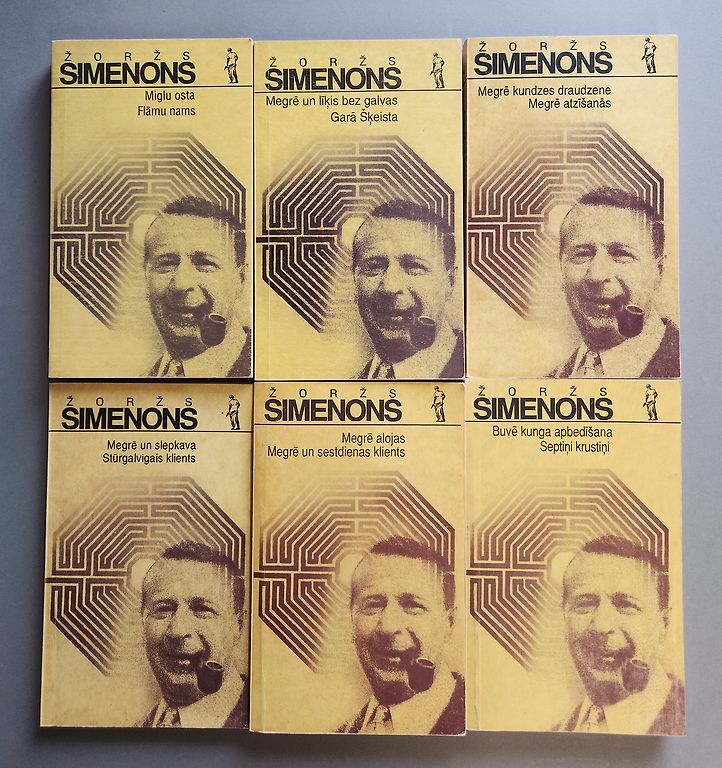 ŽORŽS
SIMENONS
Miglu osta
Flāmu nams
ŽORŽS
SIMENONS
Megrē un līķis bez galvas
Garā Šķeista
ŽORŽS
SIMENONS
Megrē kundzes draudzene
Megrē atzīšanās
ŽORŽS
SIMENONS
Megrē un slepkava
Stūrgalvīgais klients
ŽORŽS
SIMENONS
Megrē alojas
Megrē un sestdienas klients
ŽORŽS
SIMENONS
Buvē kunga apbedīšana
Septiņi krustiņi